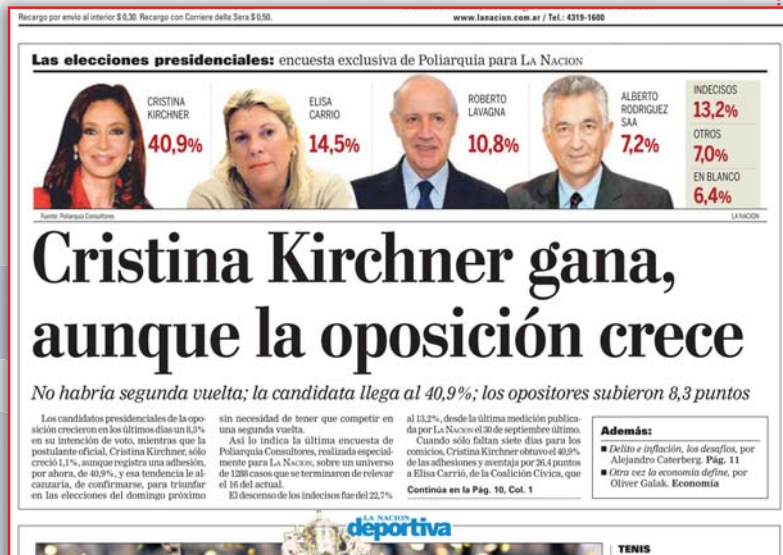 Recargo por envío al interior $ 0,30. Recargo con Corriere della Sera $ 0,50.
www.lanacion.com.ar / Tel.: 4319-1600
Las elecciones presidenciales: encuesta exclusiva de Poliarquía para LA NACION
CRISTINA
KIRCHNER
40,9%
ELISA
CARRIO
14,5%
ROBERTO
LAVAGNA
10,8%
ALBERTO
RODRIGUEZ
SAA
7,2%
INDECISOS
13,2%
OTROS
7,0%
EN BLANCO
6,4%
Fuente: Poliarquía Consultores
LA NACION
Cristina Kirchner gana,
aunque la oposición crece
No habría segunda vuelta; la candidata llega al 40,9%; los opositores subieron 8,3 puntos
Los candidatos presidenciales de la opo-
sición crecieron en los últimos días un 8,3%
en su intención de voto, mientras que la
postulante oficial, Cristina Kirchner, sólo
creció 1,1%, aunque registra una adhesión,
por ahora, de 40,9%, y esa tendencia le al-
canzaría, de confirmarse, para triunfar
en las elecciones del domingo próximo
sin necesidad de tener que competir en
una segunda vuelta.
Así lo indica la última encuesta de
Poliarquía Consultores, realizada especial-
mente para LA NACION, sobre un universo
de 1288 casos que se terminaron de relevar
el 16 del actual.
El descenso de los indecisos fue del 22,7%
al 13,2%, desde la última medición publica-
da por LA NACION el 30 de septiembre último.
Cuando sólo faltan siete días para los
comicios, Cristina Kirchner obtuvo el 40,9%
de las adhesiones y aventaja por 26,4 puntos
a Elisa Carrió, de la Coalición Cívica, que
Continúa en la Pág. 10, Col. 1
Además:
■ Delito e inflación, los desafíos, por
Alejandro Caterberg. Pág. 11
■ Otra vez la economía define, por
Oliver Galak. Economía
LA NACION
deportiva
TENIS